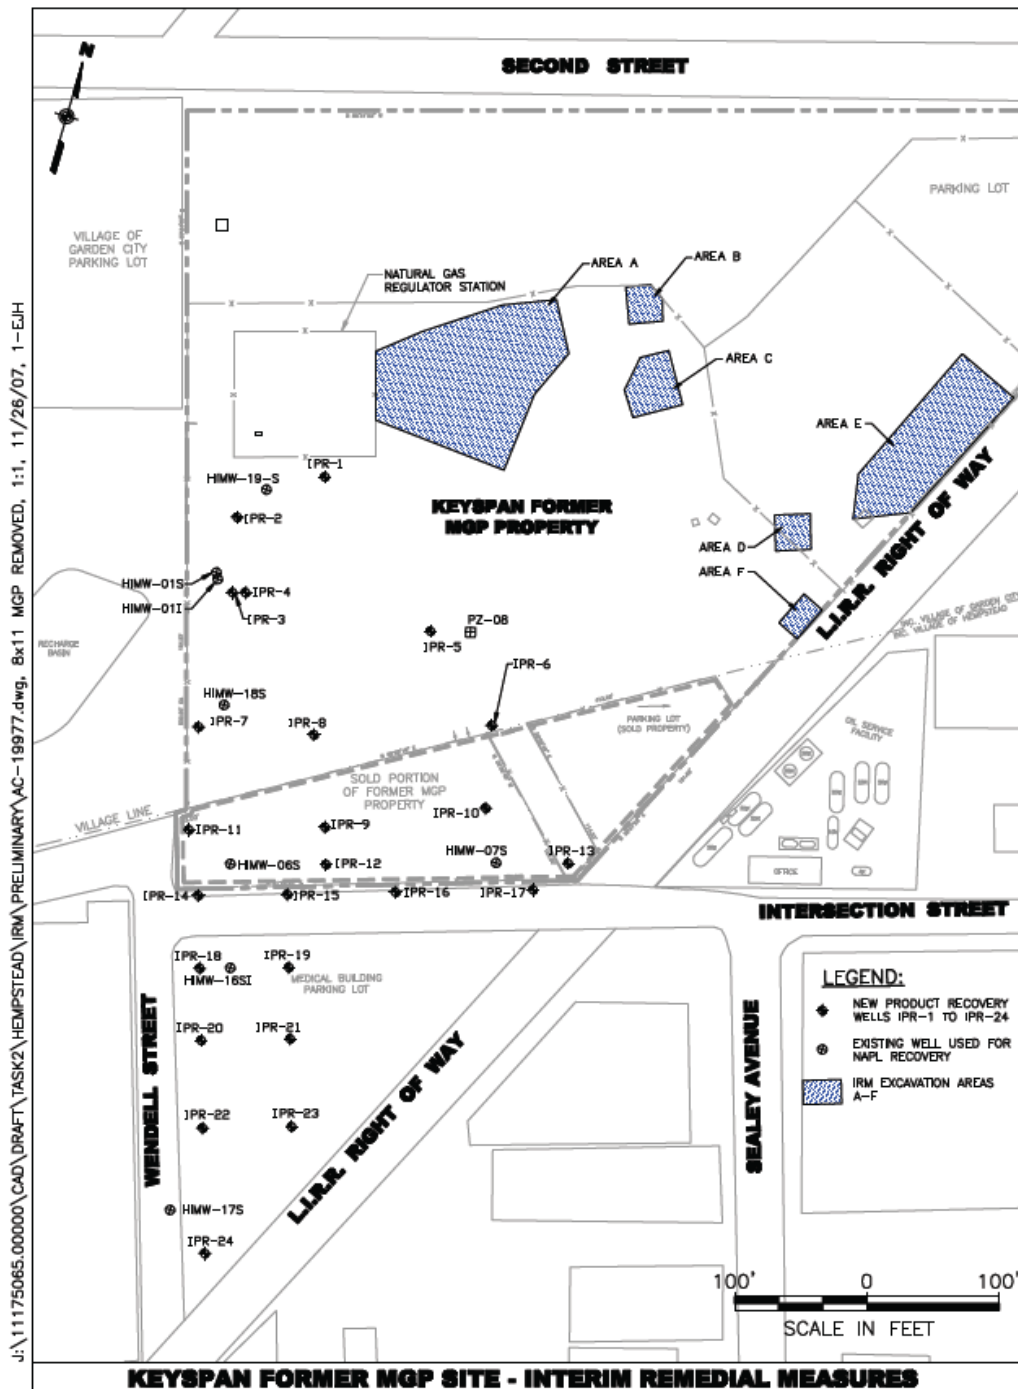 SECOND STREET
N
PARKING LOT
VILLAGE OF
GARDEN CITY
PARKING LOT
NATURAL GAS
REGULATOR STATION
AREA A
AREA B
AREA C
AREA E
IPR-1
HIMW-19-S
IPR-2
KEYSPAN FORMER
MGP PROPERTY
AREA D
AREA F
L.I.R.R. RIGHT OF WAY
HIMW-01S
HIMW-01I
IPR-4
IPR-3
INC. VILLAGE OF GARDEN CITY
INC. VILLAGE OF HEMPSTEAD
RECHARGE
BASIN
PZ-08
IPR-5
IPR-6
HIMW-18S
IPR-7
IPR-8
PARKING LOT
(SOLD PROPERTY)
OIL SERVICE
FACILITY
SOLD PORTION
OF FORMER MGP
PROPERTY
VILLAGE LINE
IPR-10
IPR-11
IPR-9
HIMW-06S
IPR-12
HIMW-07S
IPR-13
OFFICE
IPR-14
IPR-15
IPR-16
IPR-17
INTERSECTION STREET
IPR-18
HIMW-16SI
IPR-19
MEDICAL BUILDING
PARKING LOT
IPR-20
IPR-21
IPR-22
IPR-23
HIMW-17S
IPR-24
WENDELL STREET
L.I.R.R. RIGHT OF WAY
SEALEY AVENUE
LEGEND:
NEW PRODUCT RECOVERY
WELLS IPR-1 TO IPR-24
EXISTING WELL USED FOR
NAPL RECOVERY
IRM EXCAVATION AREAS
A-F
100' 0 100'
SCALE IN FEET
J:\11175065.00000\CAD\DRAFT\TASK2\HEMPSTEAD\IRM\PRELIMINARY\AC-19977.dwg, 8x11 MGP REMOVED, 1:1, 11/26/07, 1-EJH
KEYSPAN FORMER MGP SITE - INTERIM REMEDIAL MEASURES